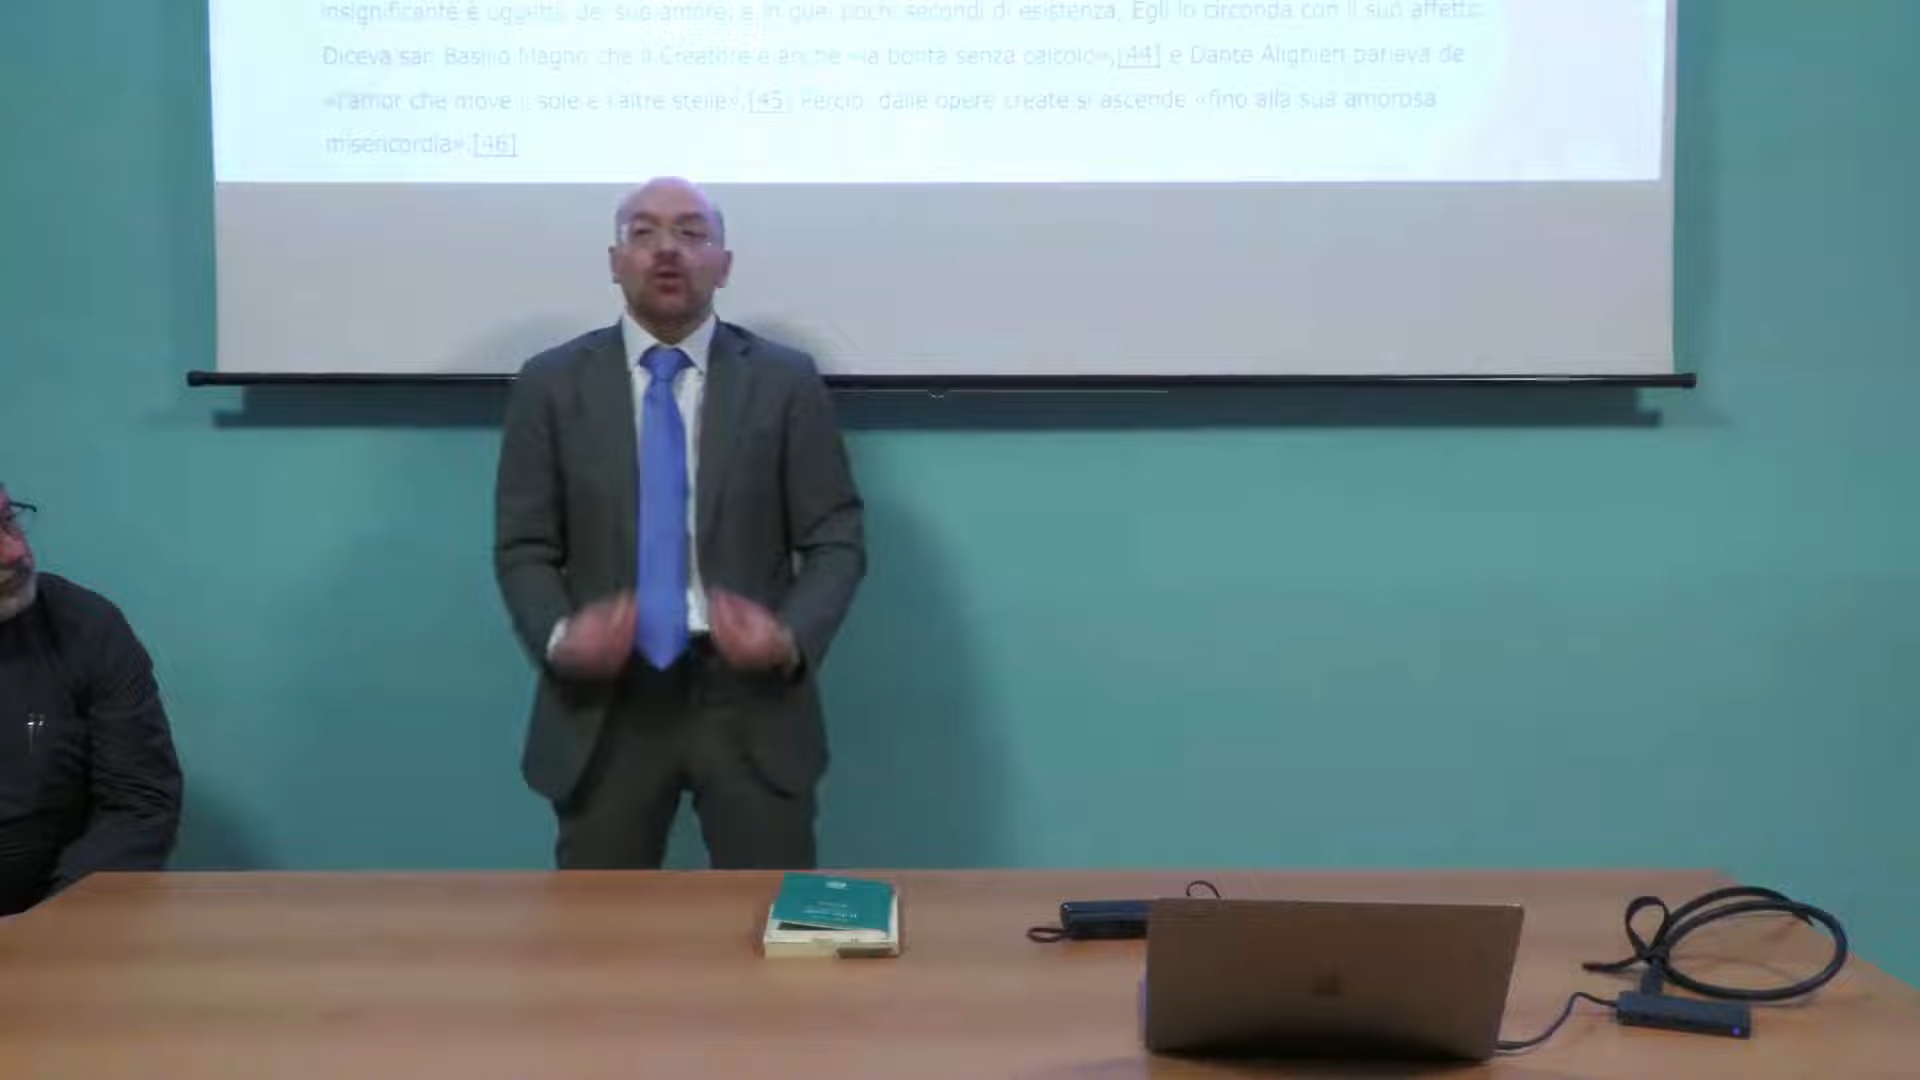 insignificante è oggetto del suo amore, e in quei pochi secondi di esistenza, Egli lo circonda con il suo affetto.
Diceva san Basilio Magno che il Creatore è anche «la bontà senza calcolo»,[44] e Dante Alighieri parlava de
«l'amor che move il sole e l'altre stelle».[45] Perciò, dalle opere create si ascende «fino alla sua amorosa
misericordia».[46]